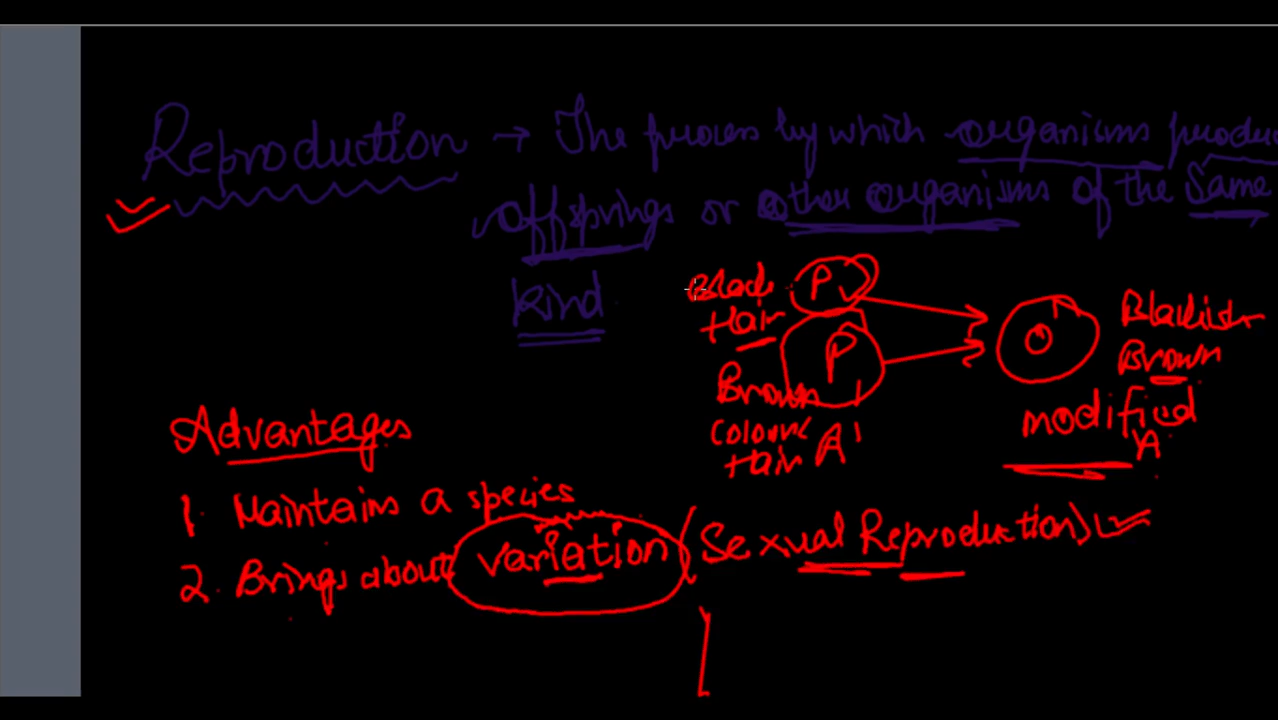 Reproduction → The process by which organisms produc
offsprings or other organisms of the same
kind
Black P
Hair
P O Blackish
Brown
Brown
Colour
Hair A'
modified
A
Advantages
1. Maintains a species
2. Brings about variation (Sexual Reproduction)